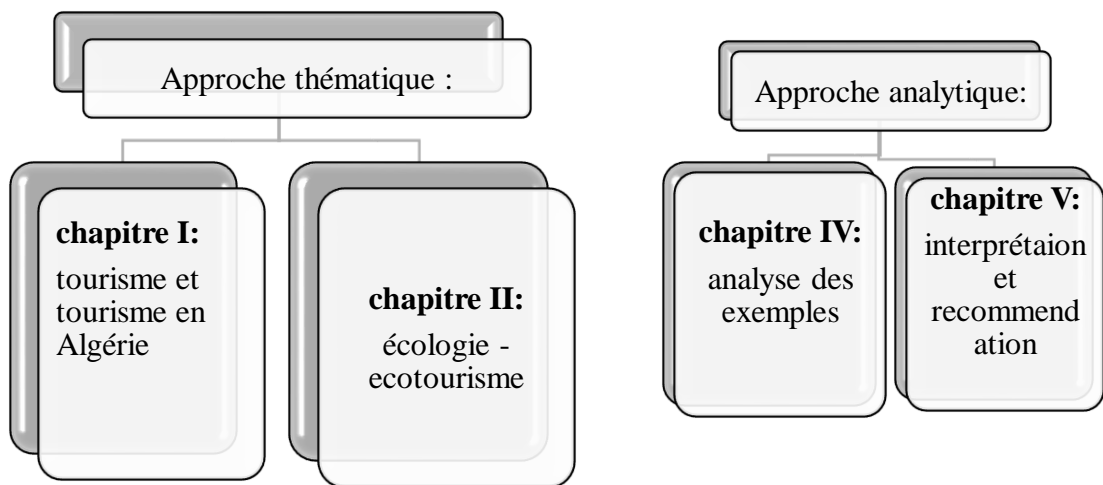 Approche thématique :
chapitre I:
tourisme et
tourisme en
Algérie
chapitre II:
écologie -
ecotourisme
Approche analytique:
chapitre IV:
analyse des
exemples
chapitre V:
interprétaion
et
recommend
ation